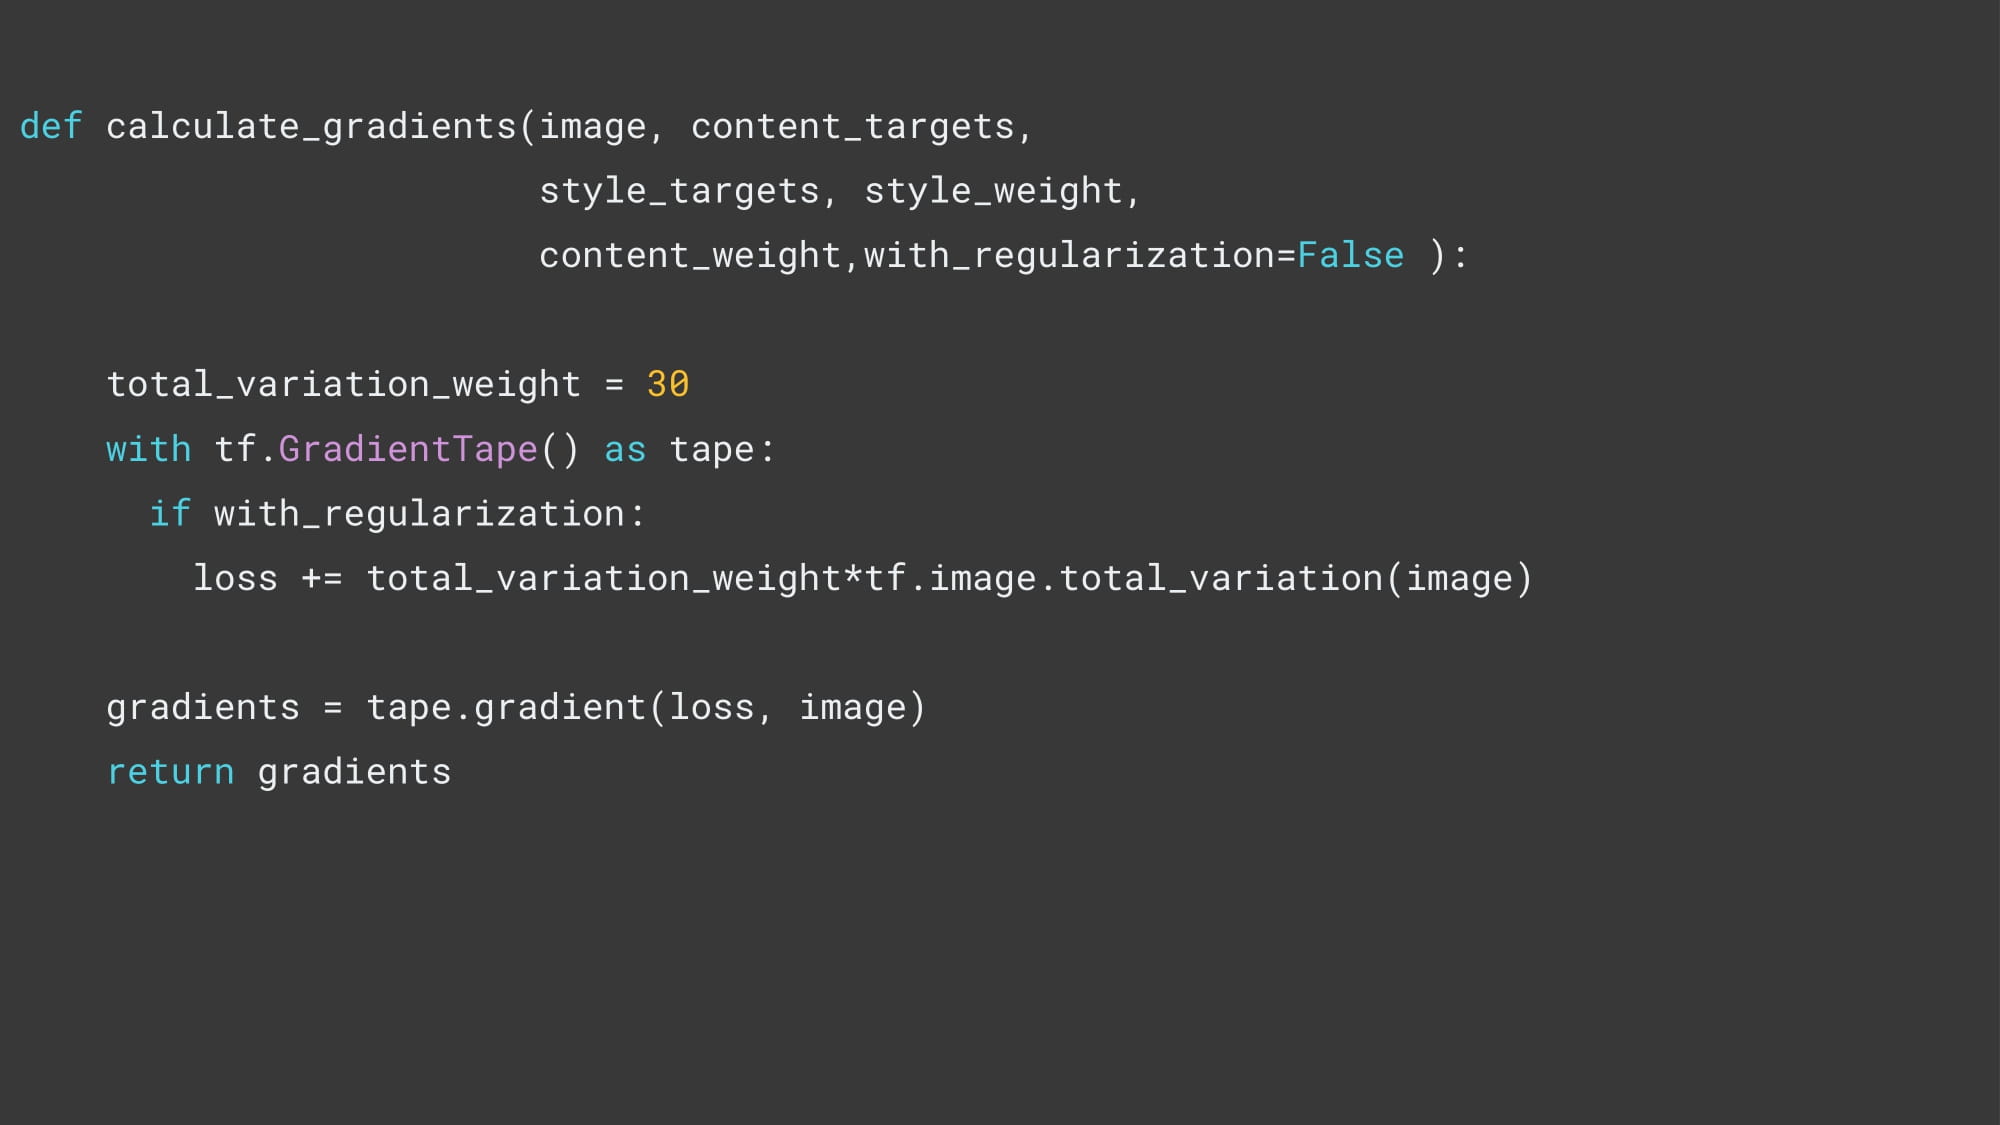 def calculate_gradients(image, content_targets,
                        style_targets, style_weight,
                        content_weight,with_regularization=False ):
    total_variation_weight = 30
    with tf.GradientTape() as tape:
      if with_regularization:
        loss += total_variation_weight*tf.image.total_variation(image)
    gradients = tape.gradient(loss, image)
    return gradients